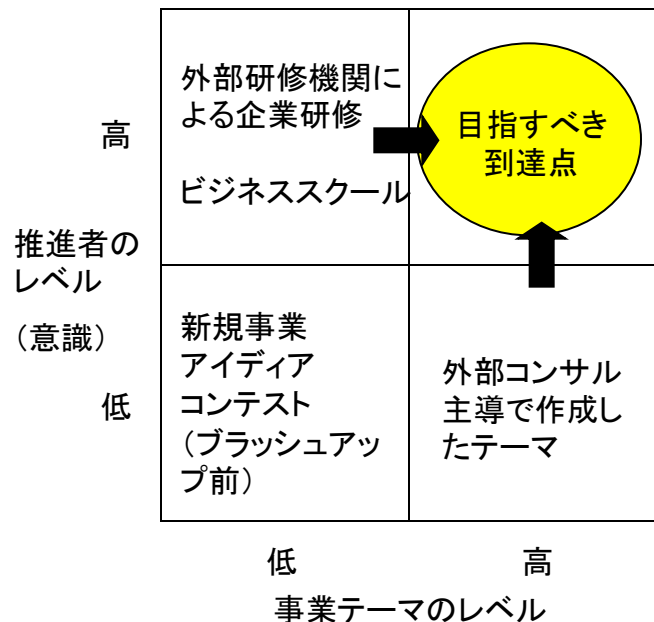 外部研修機関に
よる企業研修
ビジネススクール
目指すべき
到達点
高
推進者の
レベル
(意識)
低
新規事業
アイディア
コンテスト
(ブラッシュアッ
プ前)
外部コンサル
主導で作成し
たテーマ
低
高
事業テーマのレベル